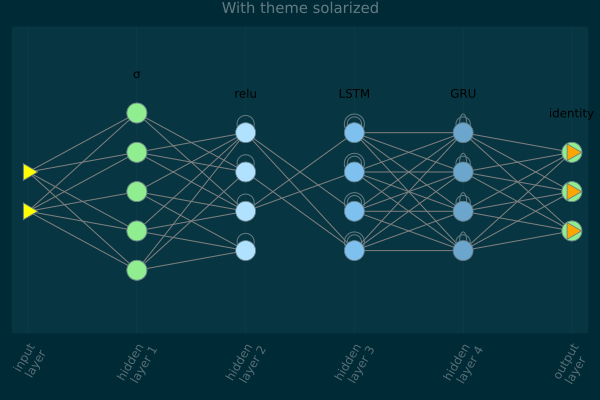 With theme solarized
σ
relu
LSTM
GRU
identity
input
layer
hidden
layer 1
hidden
layer 2
hidden
layer 3
hidden
layer 4
output
layer